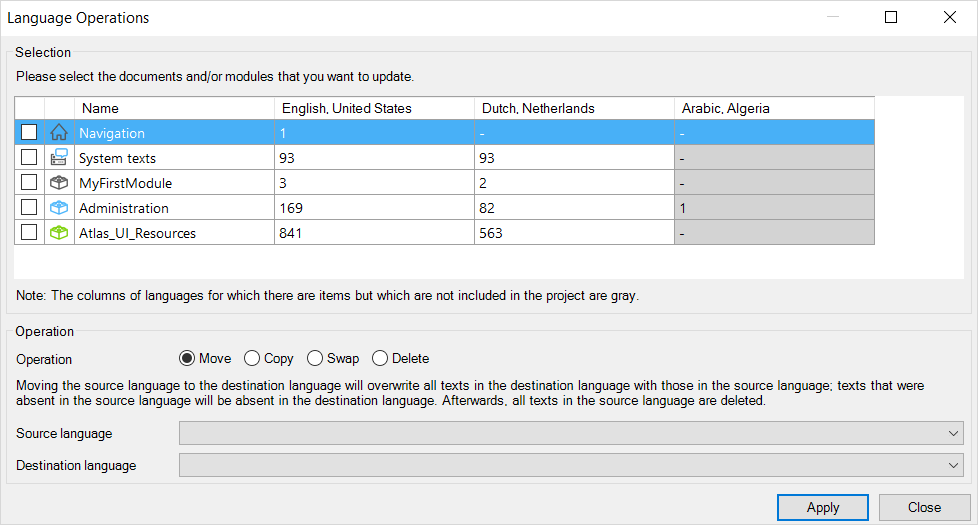 Language Operations
Selection
Please select the documents and/or modules that you want to update.
Name English, United States Dutch, Netherlands Arabic, Algeria
Navigation 1 - -
System texts 93 93 -
MyFirstModule 3 2 -
Administration 169 82 1
Atlas_UI_Resources 841 563 -
Note: The columns of languages for which there are items but which are not included in the project are gray.
Operation
Operation Move Copy Swap Delete
Moving the source language to the destination language will overwrite all texts in the destination language with those in the source language; texts that were
absent in the source language will be absent in the destination language. Afterwards, all texts in the source language are deleted.
Source language
Destination language
Apply Close